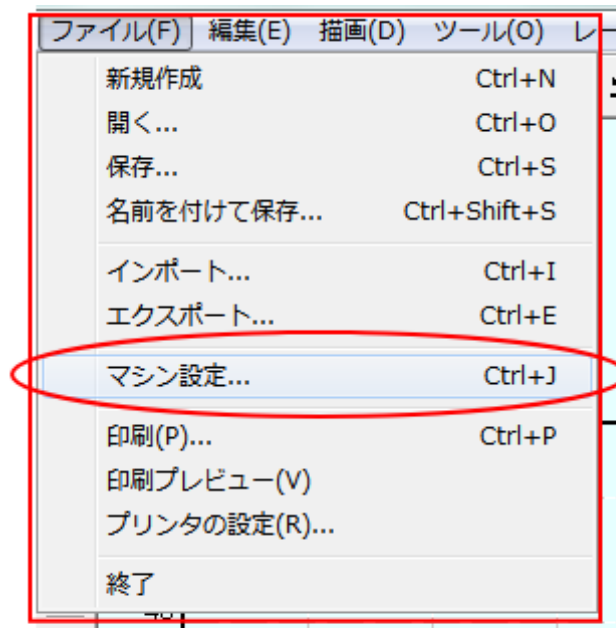 ファイル(F) 編集(E) 描画(D) ツール(O) レー
新規作成 Ctrl+N
開く... Ctrl+O
保存... Ctrl+S
名前を付けて保存... Ctrl+Shift+S
インポート... Ctrl+I
エクスポート... Ctrl+E
マシン設定... Ctrl+J
印刷(P)... Ctrl+P
印刷プレビュー(V)
プリンタの設定(R)...
終了